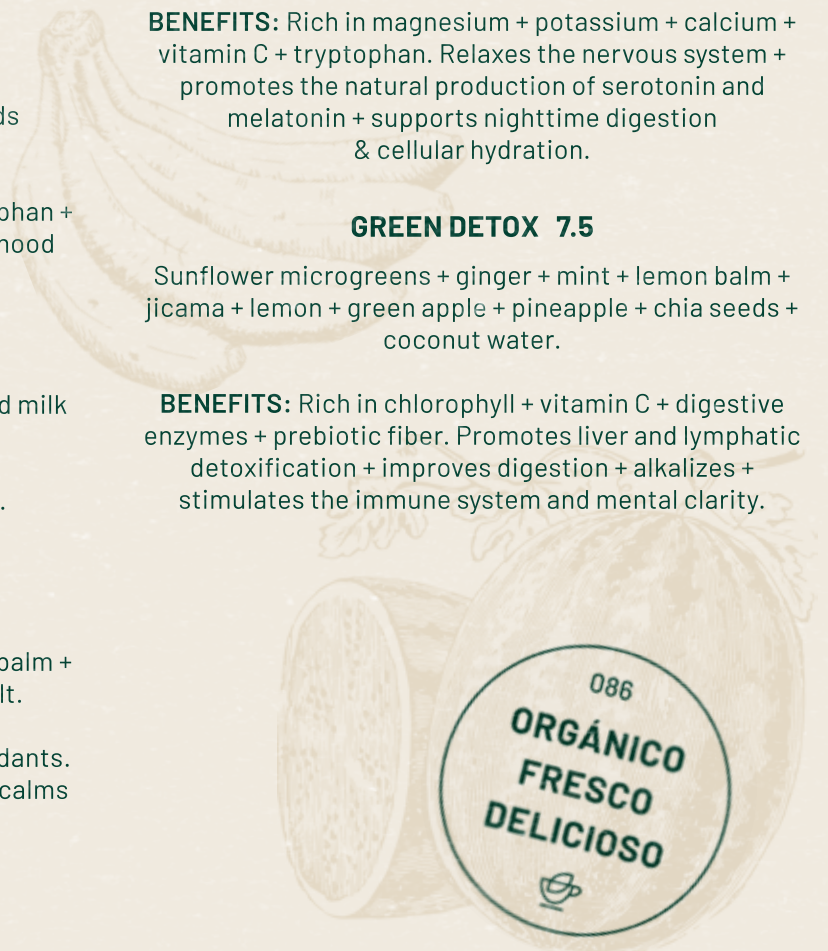 BENEFITS: Rich in magnesium + potassium + calcium +
vitamin C + tryptophan. Relaxes the nervous system +
promotes the natural production of serotonin and
melatonin + supports nighttime digestion
& cellular hydration.
GREEN DETOX 7.5
Sunflower microgreens + ginger + mint + lemon balm +
jicama + lemon + green apple + pineapple + chia seeds +
coconut water.
BENEFITS: Rich in chlorophyll + vitamin C + digestive
enzymes + prebiotic fiber. Promotes liver and lymphatic
detoxification + improves digestion + alkalizes +
stimulates the immune system and mental clarity.
milk
calms
086
ORGÁNICO
FRESCO
DELICIOSO